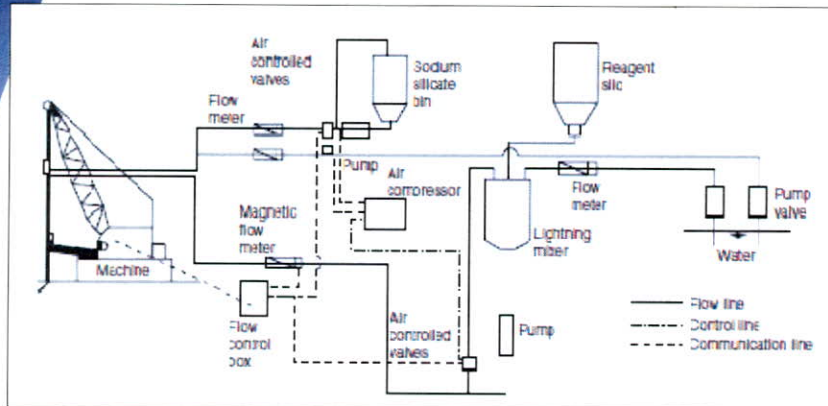 Air
controlled
valves
Sodium
silicate
bin
Reagent
silo
Flow
meter
Pump
Air
compressor
Flow
meter
Pump
valve
Magnetic
flow
meter
Lightning
mixer
Water
Machine
Flow
control
box
Air
controlled
valves
Pump
Flow line
Control line
Communication line